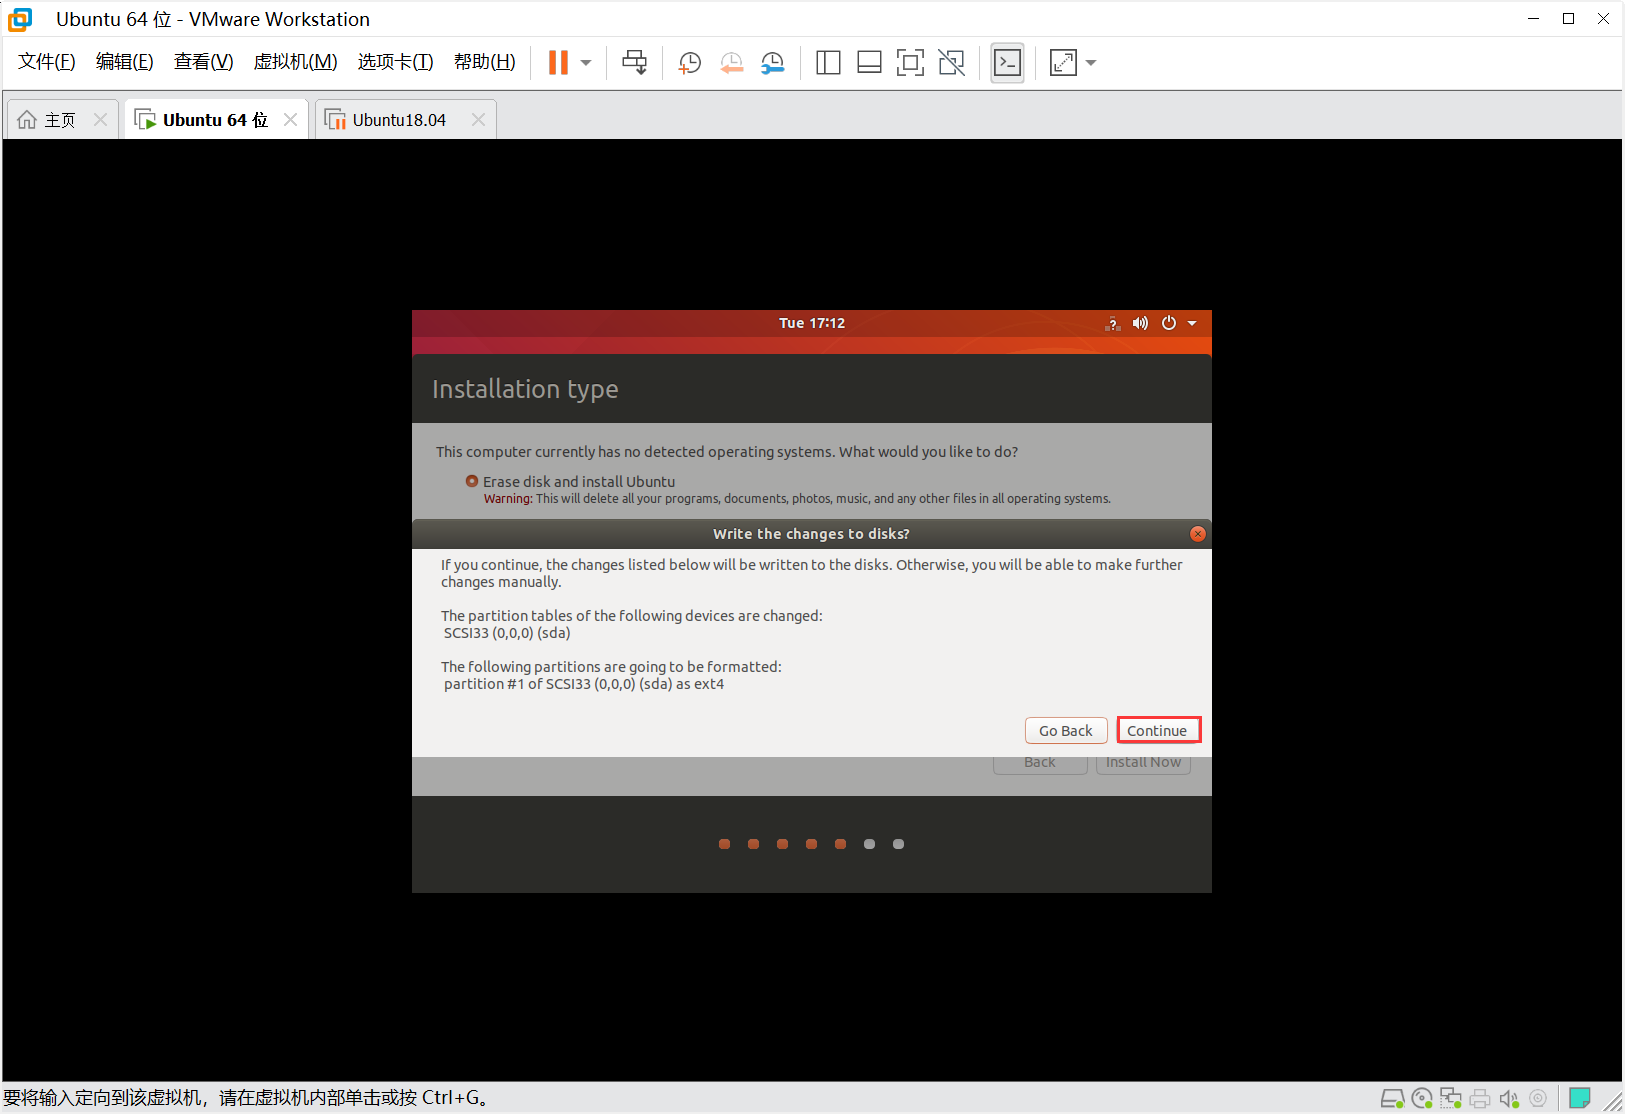 Ubuntu 64 位 - VMware Workstation
文件(F) 编辑(E) 查看(V) 虚拟机(M) 选项卡(T) 帮助(H)
主页 Ubuntu 64 位 Ubuntu18.04
Tue 17:12
Installation type
This computer currently has no detected operating systems. What would you like to do?
Erase disk and install Ubuntu
Warning: This will delete all your programs, documents, photos, music, and any other files in all operating systems.
Write the changes to disks?
If you continue, the changes listed below will be written to the disks. Otherwise, you will be able to make further
changes manually.
The partition tables of the following devices are changed:
SCSI33 (0,0,0) (sda)
The following partitions are going to be formatted:
partition #1 of SCSI33 (0,0,0) (sda) as ext4
Go Back Continue
Back Install Now
要将输入定向到该虚拟机，请在虚拟机内部单击或按 Ctrl+G。